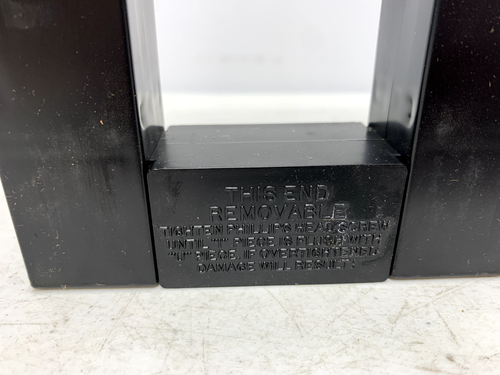 THIS END
REMOVABLE
TIGHTEN PHILLIPS HEAD SCREW
UNTIL "" PIECE IS FLUSH WITH
"U" PIECE. IF OVERTIGHTENED
DAMAGE WILL RESULT!